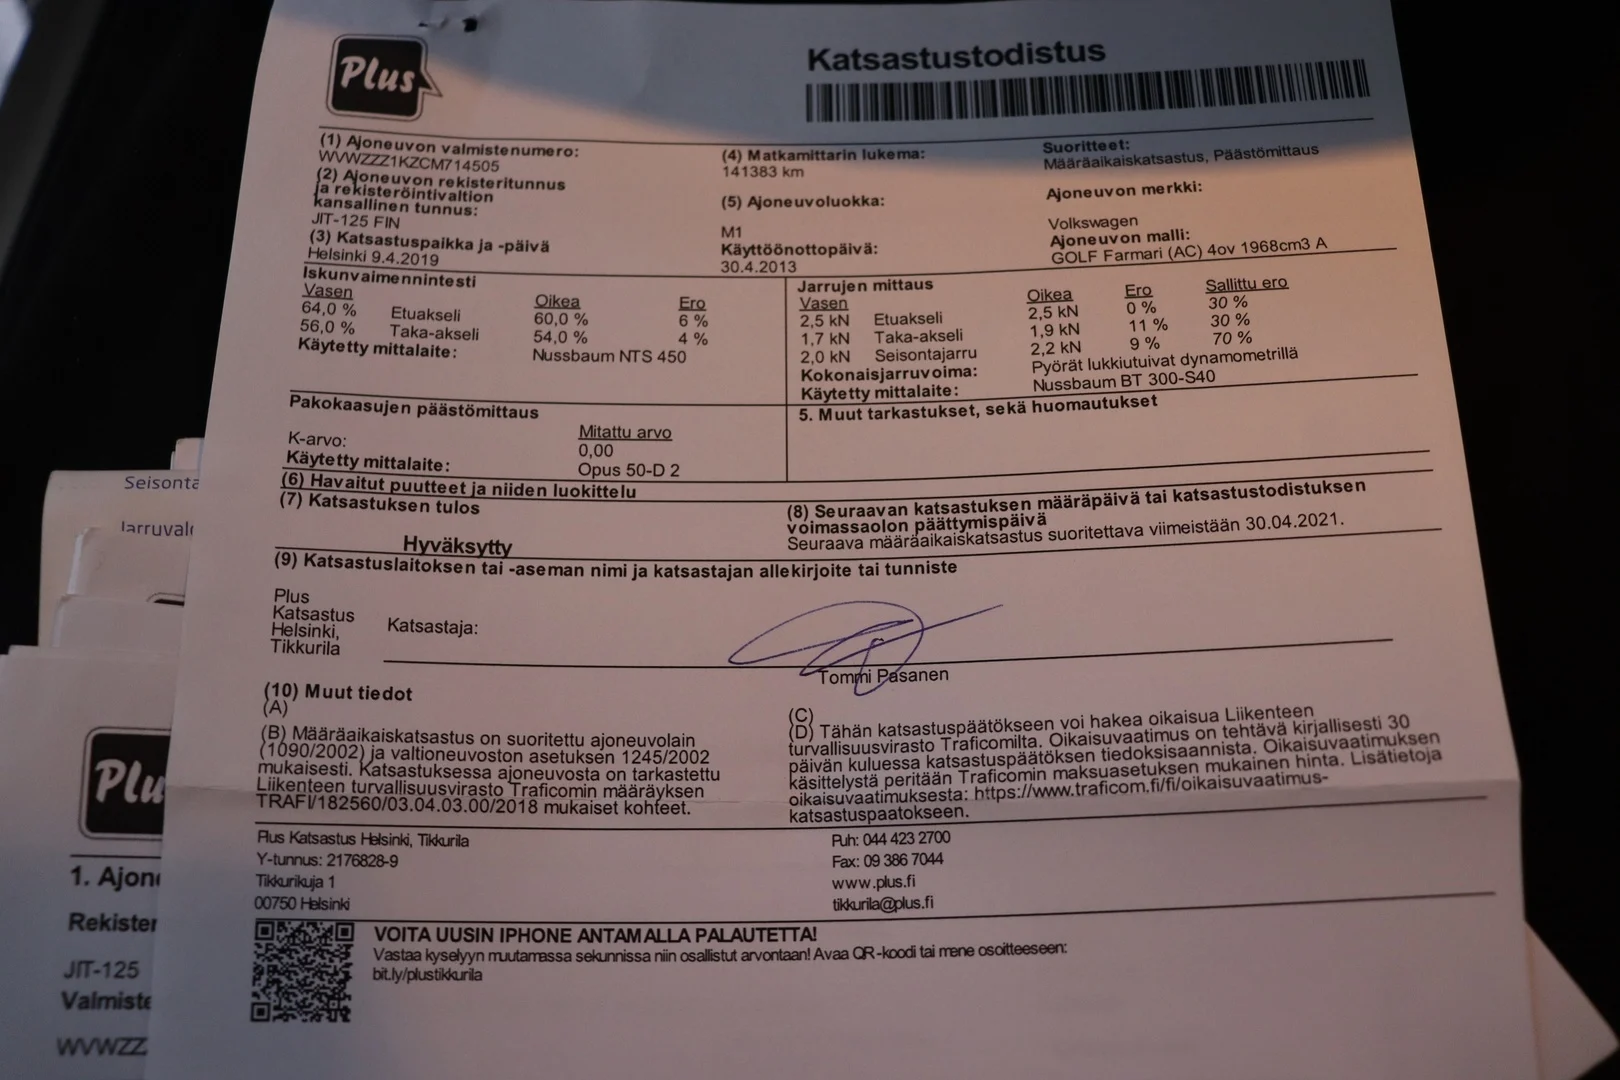 Plus
Katsastustodistus
(1) Ajoneuvon valmistenumero:
WVWZZZ1KZCM714505
(2) Ajoneuvon rekisteritunnus
ja rekisteröintivaltion
kansallinen tunnus:
JIT-125 FIN
(3) Katsastuspaikka ja -päivä
Helsinki 9.4.2019
(4) Matkamittarin lukema:
141383 km
(5) Ajoneuvoluokka:
M1
Käyttöönottopäivä:
30.4.2013
Suoritteet:
Määräaikaiskatsastus, Päästömittaus
Ajoneuvon merkki:
Volkswagen
Ajoneuvon malli:
GOLF Farmari (AC) 4ov 1968cm3 A
Iskunvaimennintesti
Vasen Oikea Ero
64,0 % Etuakseli 60,0 % 6 %
56,0 % Taka-akseli 54,0 % 4 %
Käytetty mittalaite: Nussbaum NTS 450
Jarrujen mittaus
Vasen Oikea Ero Sallittu ero
2,5 kN Etuakseli 2,5 kN 0 % 30 %
1,7 kN Taka-akseli 1,9 kN 11 % 30 %
2,0 kN Seisontajarru 2,2 kN 9 % 70 %
Kokonaisjarruvoima: Pyörät lukkiutuivat dynamometrillä
Käytetty mittalaite: Nussbaum BT 300-S40
Pakokaasujen päästömittaus
Mitattu arvo
K-arvo: 0,00
Käytetty mittalaite: Opus 50-D 2
5. Muut tarkastukset, sekä huomautukset
(6) Havaitut puutteet ja niiden luokittelu
(7) Katsastuksen tulos
Hyväksytty
(8) Seuraavan katsastuksen määräpäivä tai katsastustodistuksen
voimassaolon päättymispäivä
Seuraava määräaikaiskatsastus suoritettava viimeistään 30.04.2021.
(9) Katsastuslaitoksen tai -aseman nimi ja katsastajan allekirjoite tai tunniste
Plus
Katsastus
Helsinki,
Tikkurila
Katsastaja:
Tommi Pasanen
(10) Muut tiedot
(A)
(B) Määräaikaiskatsastus on suoritettu ajoneuvolain
(1090/2002) ja valtioneuvoston asetuksen 1245/2002
mukaisesti. Katsastuksessa ajoneuvosta on tarkastettu
Liikenteen turvallisuusvirasto Traficomin määräyksen
TRAFI/182560/03.04.03.00/2018 mukaiset kohteet.
(C)
(D) Tähän katsastuspäätökseen voi hakea oikaisua Liikenteen
turvallisuusvirasto Traficomilta. Oikaisuvaatimus on tehtävä kirjallisesti 30
päivän kuluessa katsastuspäätöksen tiedoksisaannista. Oikaisuvaatimuksen
käsittelystä peritään Traficomin maksuasetuksen mukainen hinta. Lisätietoja
oikaisuvaatimuksesta: https://www.traficom.fi/fi/oikaisuvaatimus-
katsastuspaatokseen.
Plus Katsastus Helsinki, Tikkurila
Y-tunnus: 2176828-9
Tikkurikuja 1
00750 Helsinki
Puh: 044 423 2700
Fax: 09 386 7044
www.plus.fi
tikkurila@plus.fi
VOITA UUSIN IPHONE ANTAMALLA PALAUTETTA!
Vastaa kyselyyn muutamassa sekunnissa niin osallistut arvontaan! Avaa QR-koodi tai mene osoitteeseen:
bit.ly/plustikkurila
Seisonta
Jarruval
Plu
1. Ajone
Rekister
JIT-125
Valmiste
WVWZZ